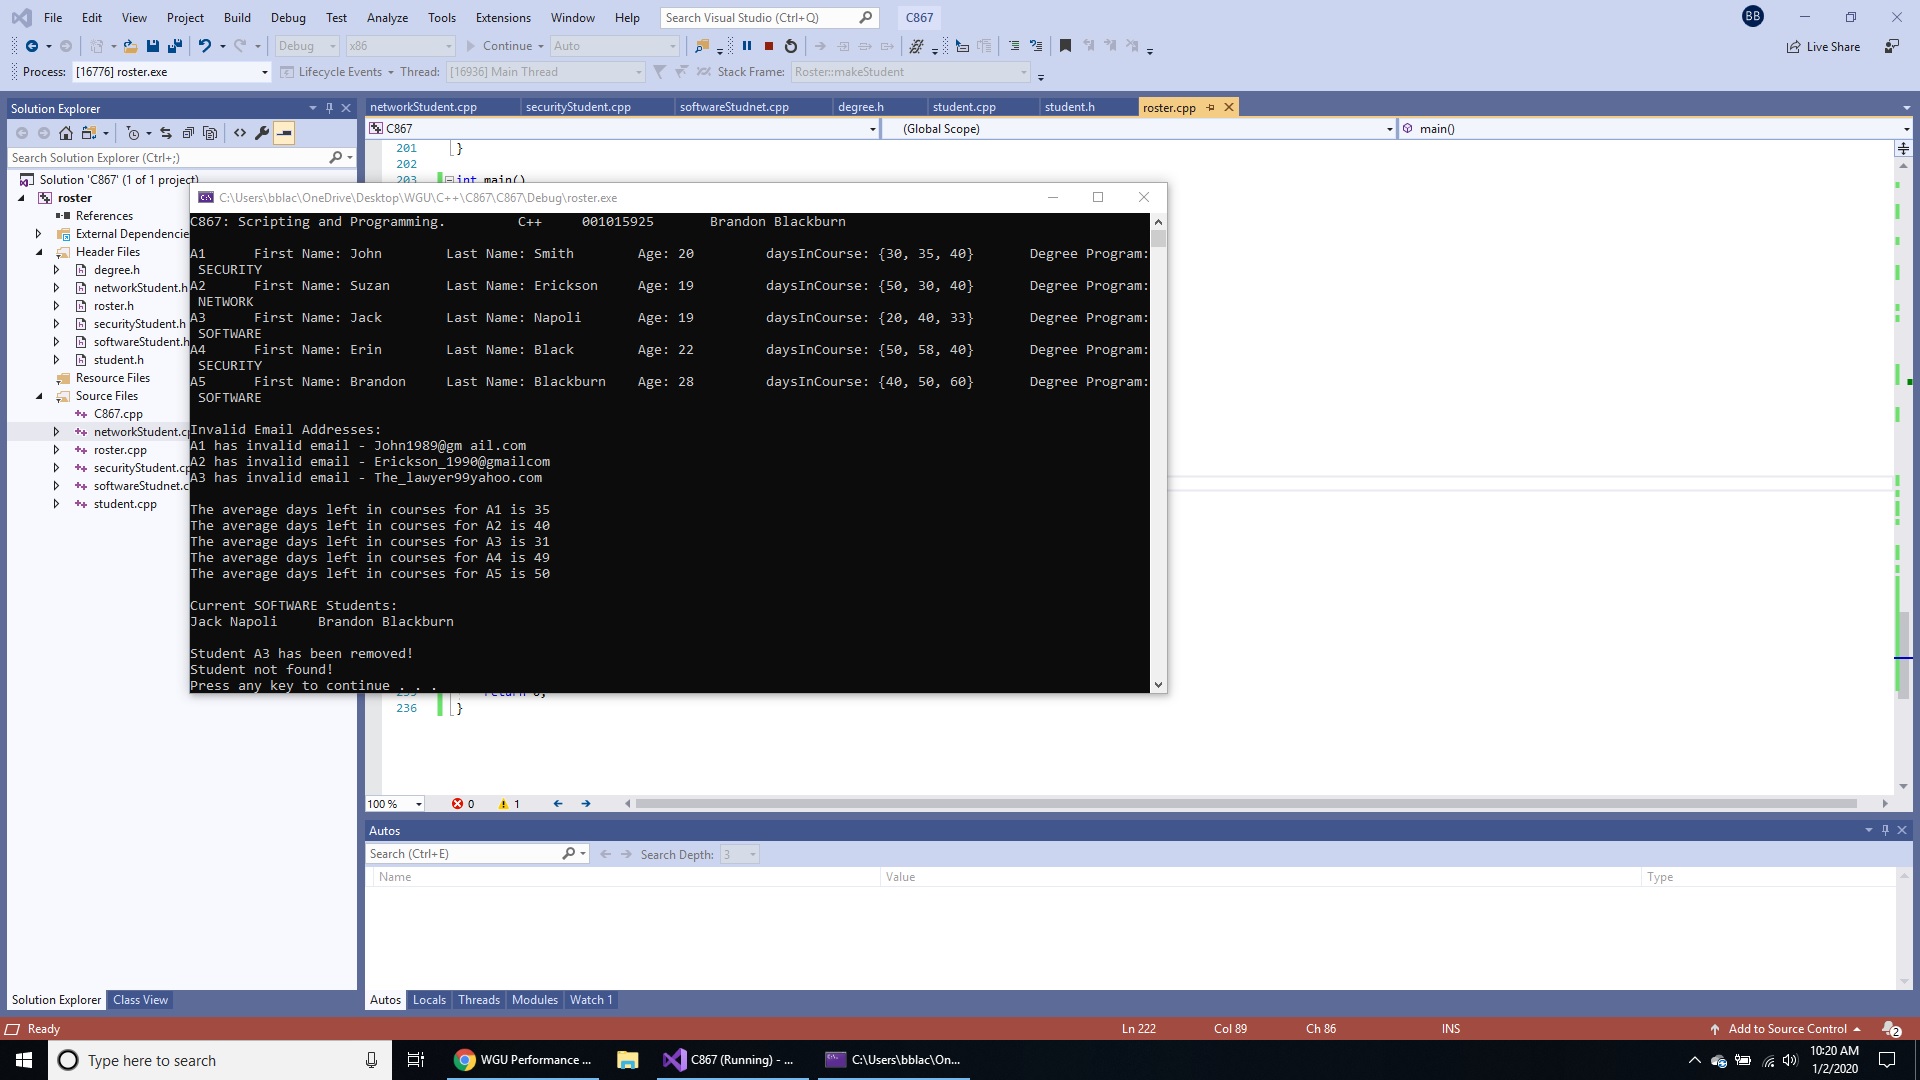 File Edit View Project Build Debug Test Analyze Tools Extensions Window Help Search Visual Studio (Ctrl+Q) C867 BB
Debug x86 Continue Auto Live Share
Process: [16776] roster.exe Lifecycle Events Thread: [16936] Main Thread Stack Frame: Roster::makeStudent
Solution Explorer
Search Solution Explorer (Ctrl+;)
Solution 'C867' (1 of 1 project)
roster
References
External Dependencie
Header Files
degree.h
networkStudent.h
roster.h
securityStudent.h
softwareStudent.h
student.h
Resource Files
Source Files
C867.cpp
networkStudent.cp
roster.cpp
securityStudent.cp
softwareStudnet.c
student.cpp
Solution Explorer Class View
networkStudent.cpp securityStudent.cpp softwareStudnet.cpp degree.h student.cpp student.h roster.cpp
C867 (Global Scope) main()
201 }
202
203 int main()
C:\Users\bblac\OneDrive\Desktop\WGU\C++\C867\C867\Debug\roster.exe
C867: Scripting and Programming. C++ 001015925 Brandon Blackburn
A1 First Name: John Last Name: Smith Age: 20 daysInCourse: {30, 35, 40} Degree Program:
SECURITY
A2 First Name: Suzan Last Name: Erickson Age: 19 daysInCourse: {50, 30, 40} Degree Program:
NETWORK
A3 First Name: Jack Last Name: Napoli Age: 19 daysInCourse: {20, 40, 33} Degree Program:
SOFTWARE
A4 First Name: Erin Last Name: Black Age: 22 daysInCourse: {50, 58, 40} Degree Program:
SECURITY
A5 First Name: Brandon Last Name: Blackburn Age: 28 daysInCourse: {40, 50, 60} Degree Program:
SOFTWARE
Invalid Email Addresses:
A1 has invalid email - John1989@gm ail.com
A2 has invalid email - Erickson_1990@gmailcom
A3 has invalid email - The_lawyer99yahoo.com
The average days left in courses for A1 is 35
The average days left in courses for A2 is 40
The average days left in courses for A3 is 31
The average days left in courses for A4 is 49
The average days left in courses for A5 is 50
Current SOFTWARE Students:
Jack Napoli Brandon Blackburn
Student A3 has been removed!
Student not found!
Press any key to continue . . .
236 }
100 % 0 1
Autos
Search (Ctrl+E) Search Depth: 3
Name Value Type
Autos Locals Threads Modules Watch 1
Ready Ln 222 Col 89 Ch 86 INS Add to Source Control 2
Type here to search WGU Performance ... C867 (Running) - ... C:\Users\bblac\On... 10:20 AM
1/2/2020